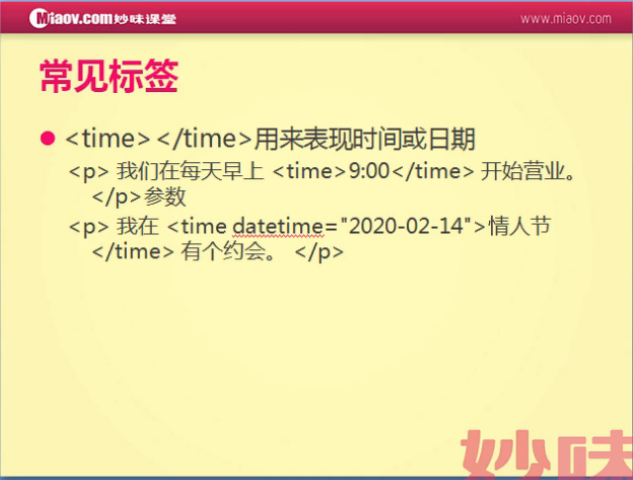 Miaov.com妙味课堂
www.miaov.com
常见标签
<time></time>用来表现时间或日期
<p> 我们在每天早上 <time>9:00</time> 开始营业。
</p>参数
<p> 我在 <time datetime="2020-02-14">情人节
</time> 有个约会。 </p>
妙味